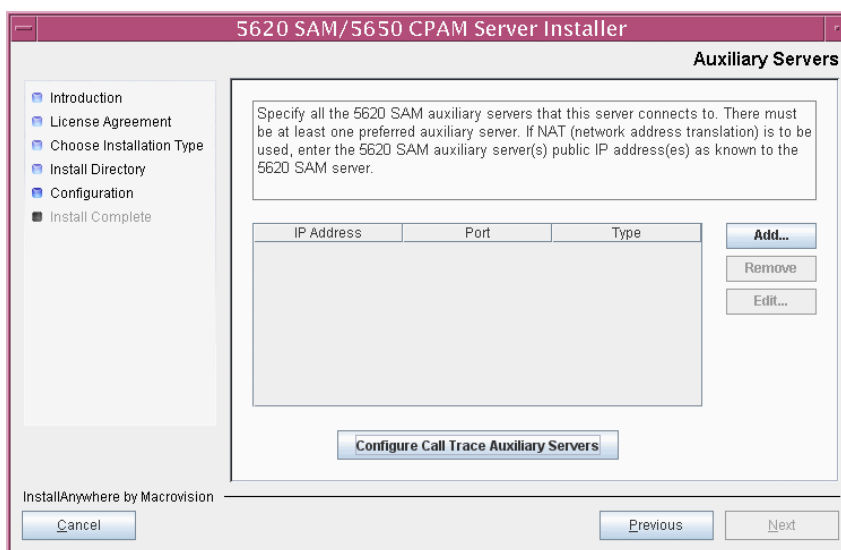 5620 SAM/5650 CPAM Server Installer
Auxiliary Servers
Introduction
License Agreement
Choose Installation Type
Install Directory
Configuration
Install Complete
Specify all the 5620 SAM auxiliary servers that this server connects to. There must
be at least one preferred auxiliary server. If NAT (network address translation) is to be
used, enter the 5620 SAM auxiliary server(s) public IP address(es) as known to the
5620 SAM server.
IP Address Port Type
Add...
Remove
Edit...
Configure Call Trace Auxiliary Servers
InstallAnywhere by Macrovision
Cancel Previous Next